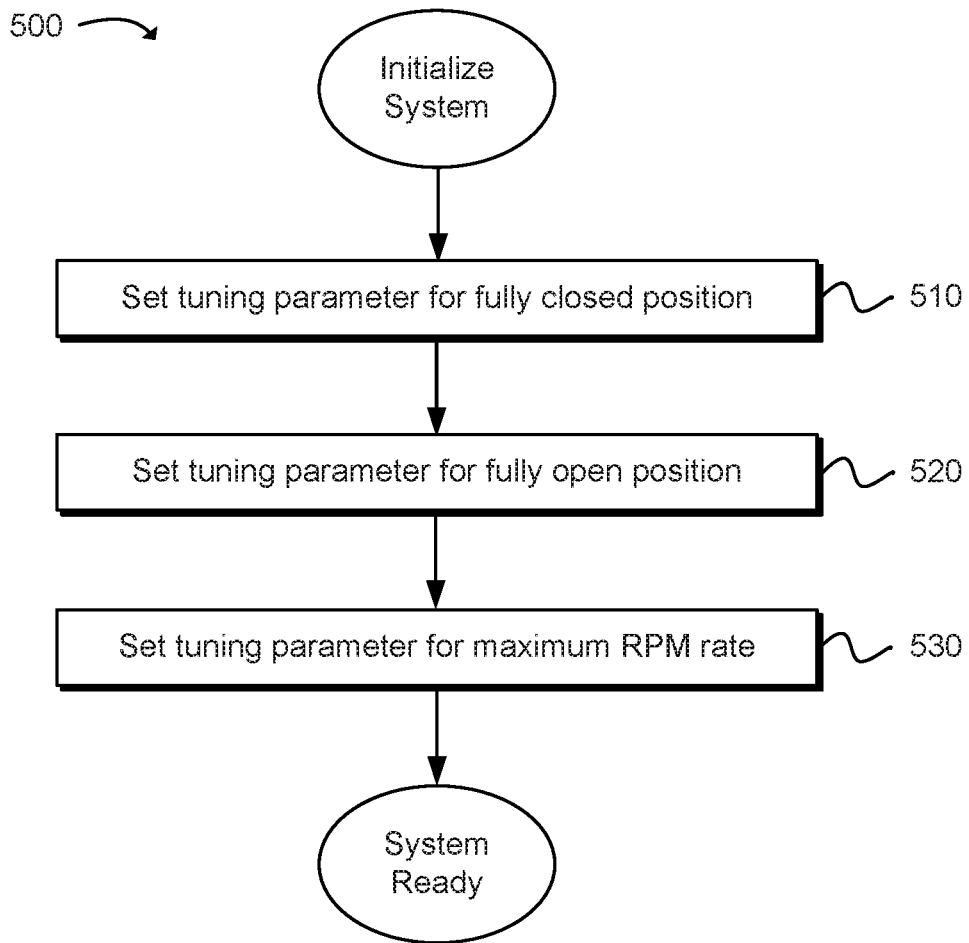 500
Initialize
System
Set tuning parameter for fully closed position
510
Set tuning parameter for fully open position
520
Set tuning parameter for maximum RPM rate
530
System
Ready